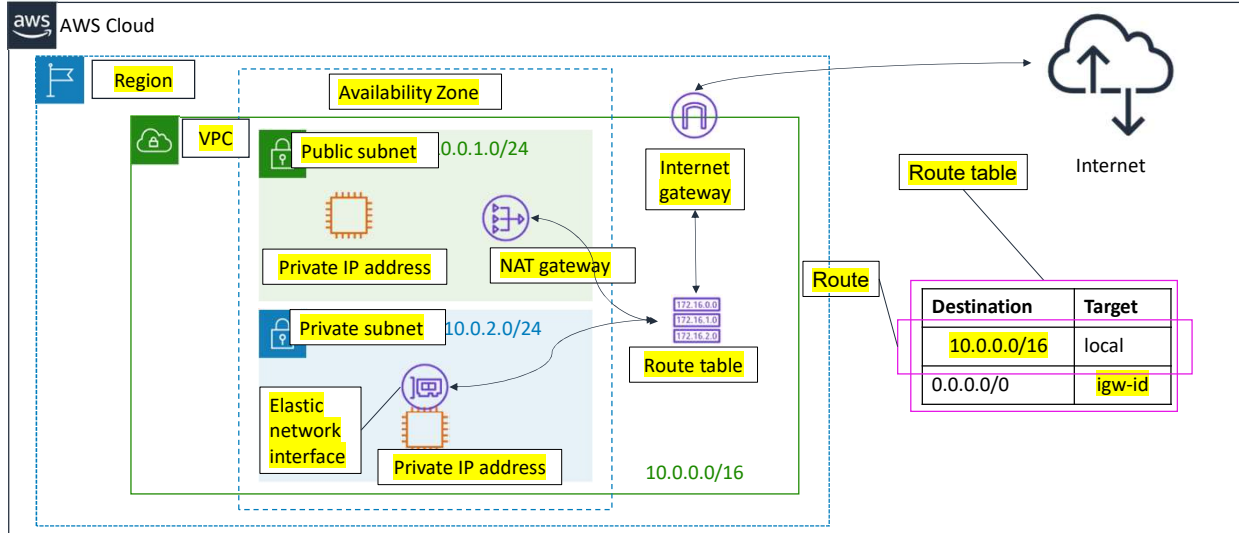 aws
AWS Cloud
Region
Availability Zone
VPC
Public subnet
.0.0.1.0/24
Internet
gateway
Internet
Route table
Private IP address
NAT gateway
Route
Destination Target
10.0.0.0/16 local
0.0.0.0/0 igw-id
Private subnet
10.0.2.0/24
172.16.0.0
172.16.1.0
172.16.2.0
Route table
Elastic
network
interface
Private IP address
10.0.0.0/16